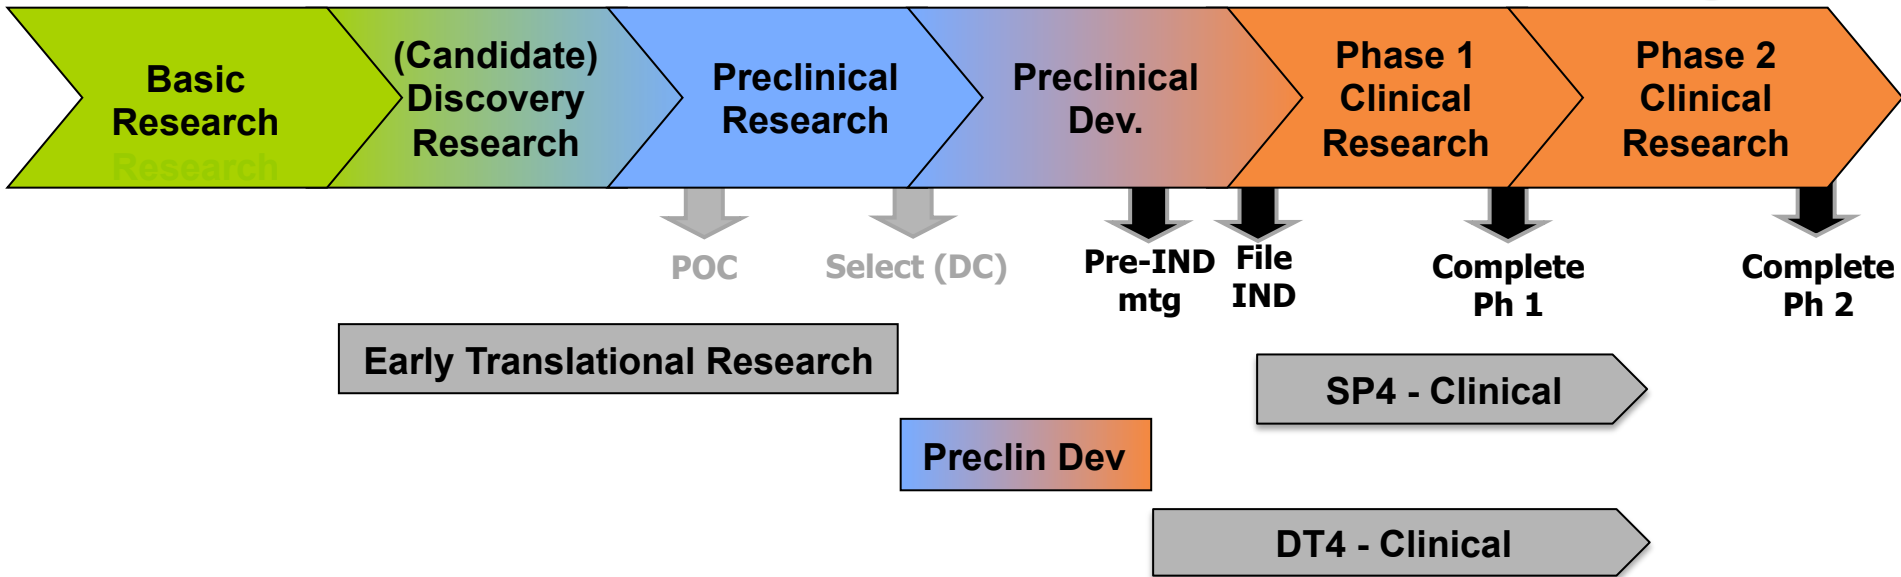 Basic
Research
Research
(Candidate)
Discovery
Research
Preclinical
Research
Preclinical
Dev.
Phase 1
Clinical
Research
Phase 2
Clinical
Research
POC
Select (DC)
Pre-IND
mtg
File
IND
Complete
Ph 1
Complete
Ph 2
Early Translational Research
SP4 - Clinical
Preclin Dev
DT4 - Clinical